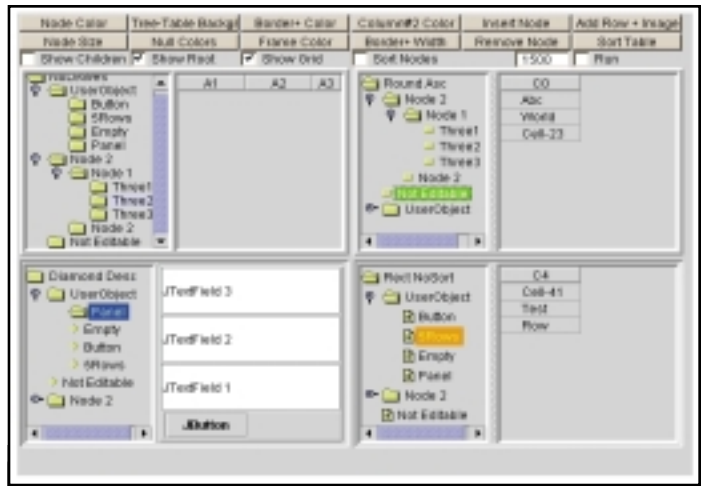 Node Color Tree-Table Backgr Border+ Color Column#2 Color Insert Node Add Row + Image
Node Size Null Colors Frame Color Border+ Width Remove Node Sort Table
Show Children Show Root Show Grid Sort Nodes 1500 Run
UserObject
Button
5Rows
Empty
Panel
Node 2
Node 1
Three1
Three2
Three3
Node 2
Not Editable
A1 A2 A3
Round Asc
Node 2
Node 1
Three1
Three2
Three3
Node 2
Not Editable
UserObject
C0
Abc
World
Cell-23
Diamond Desc
UserObject
Panel
Empty
Button
5Rows
Not Editable
Node 2
JTextField 3
JTextField 2
JTextField 1
JButton
Rect NoSort
UserObject
Button
5Rows
Empty
Panel
Node 2
Not Editable
C4
Cell-41
Test
Row